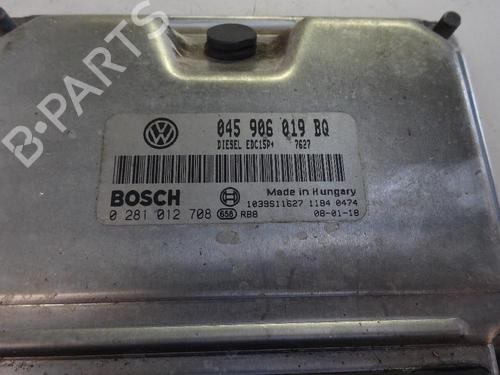 045 906 019 BQ
DIESEL EDC15P+ 7627
BOSCH
Made in Hungary
1039S11627 1184 0474
0 281 012 708 658 RB8 08-01-18